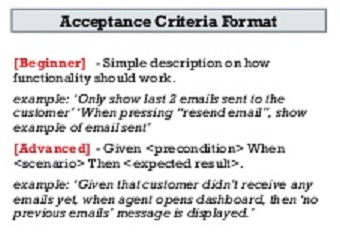 Acceptance Criteria Format
[Beginner] - Simple description on how
functionality should work.
example: 'Only show last 2 emails sent to the
customer' 'When pressing "resend email", show
example of email sent'
[Advanced] - Given <precondition> When
<scenario> Then <expected result>.
example: 'Given that customer didn't receive any
emails yet, when agent opens dashboard, then 'no
previous emails' message is displayed.'